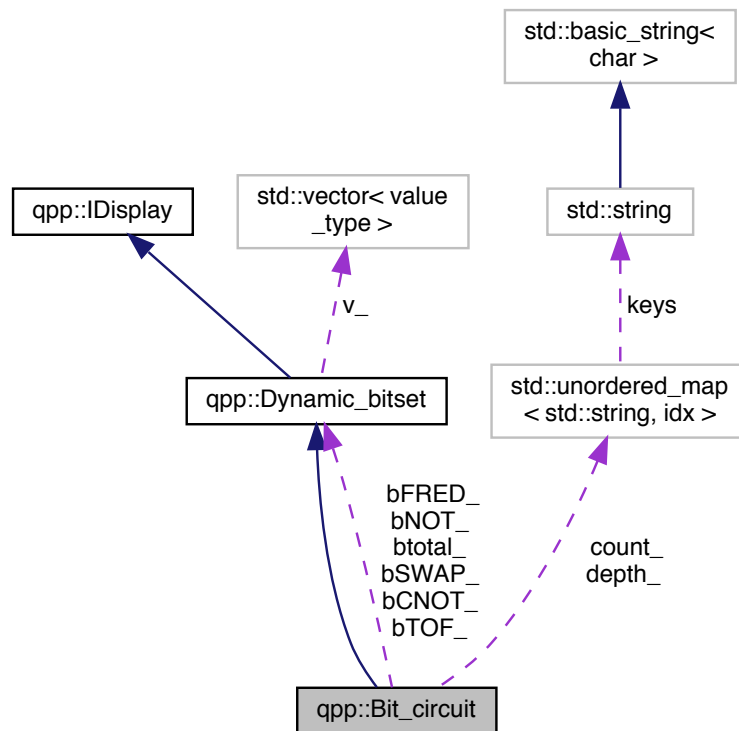 std::basic_string<
char >
qpp::IDisplay
std::vector< value
_type >
std::string
v_
keys
qpp::Dynamic_bitset
std::unordered_map
< std::string, idx >
bFRED_
bNOT_
btotal_
bSWAP_
bCNOT_
bTOF_
count_
depth_
qpp::Bit_circuit